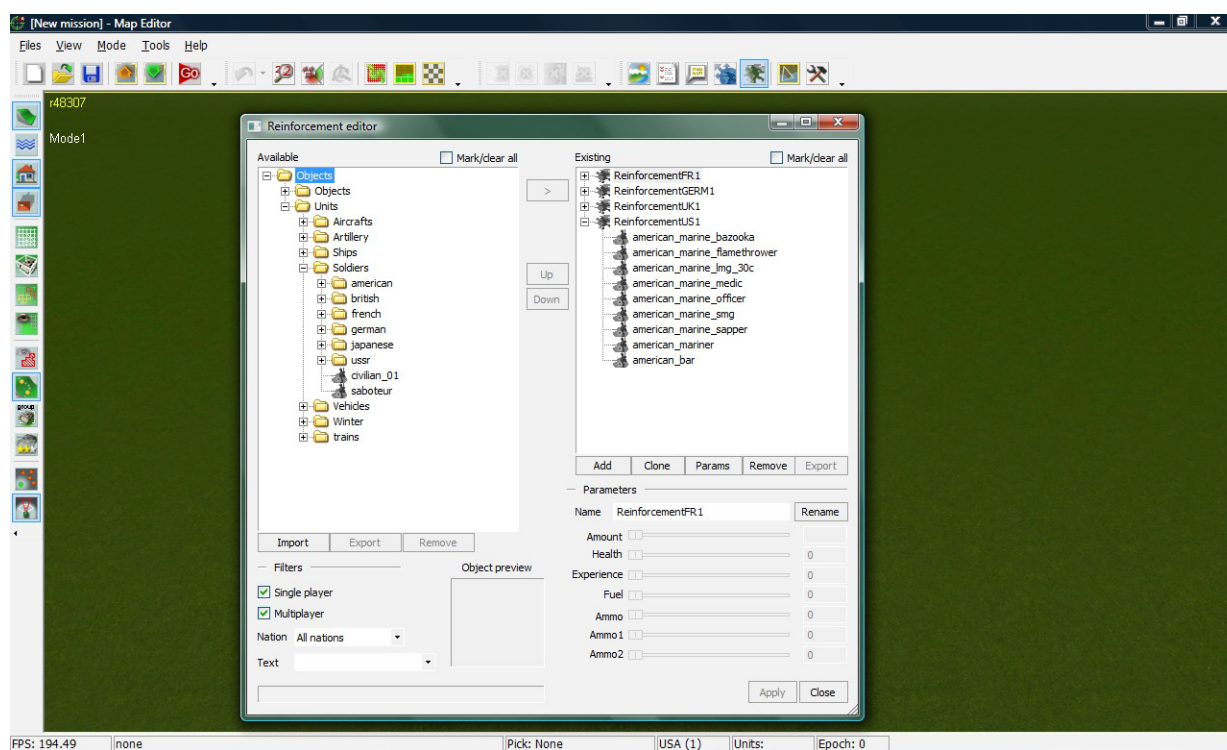 [New mission] - Map Editor
Files View Mode Tools Help
GO
r48307
Mode1
group
Reinforcement editor
Available Mark/clear all
Objects
Objects
Units
Aircrafts
Artillery
Ships
Soldiers
american
british
french
german
japanese
ussr
civilian_01
saboteur
Vehicles
Winter
trains
Import Export Remove
Filters
Single player
Multiplayer
Nation All nations
Text
Object preview
>
Up
Down
Existing Mark/clear all
ReinforcementFR1
ReinforcementGERM1
ReinforcementUK1
ReinforcementUS1
american_marine_bazooka
american_marine_flamethrower
american_marine_lmg_30c
american_marine_medic
american_marine_officer
american_marine_smg
american_marine_sapper
american_mariner
american_bar
Add Clone Params Remove Export
Parameters
Name ReinforcementFR1 Rename
Amount
Health 0
Experience 0
Fuel 0
Ammo 0
Ammo1 0
Ammo2 0
Apply Close
FPS: 194.49 none Pick: None USA (1) Units: Epoch: 0